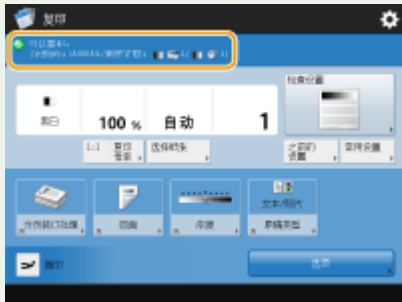 复印
可以复印。
检查设置
黑白
100 %
自动
1
1:1
复印倍率
选择纸张
之前的设置
常用设置
分页装订处理
双面
浓度
文本/照片
原稿类型
选项